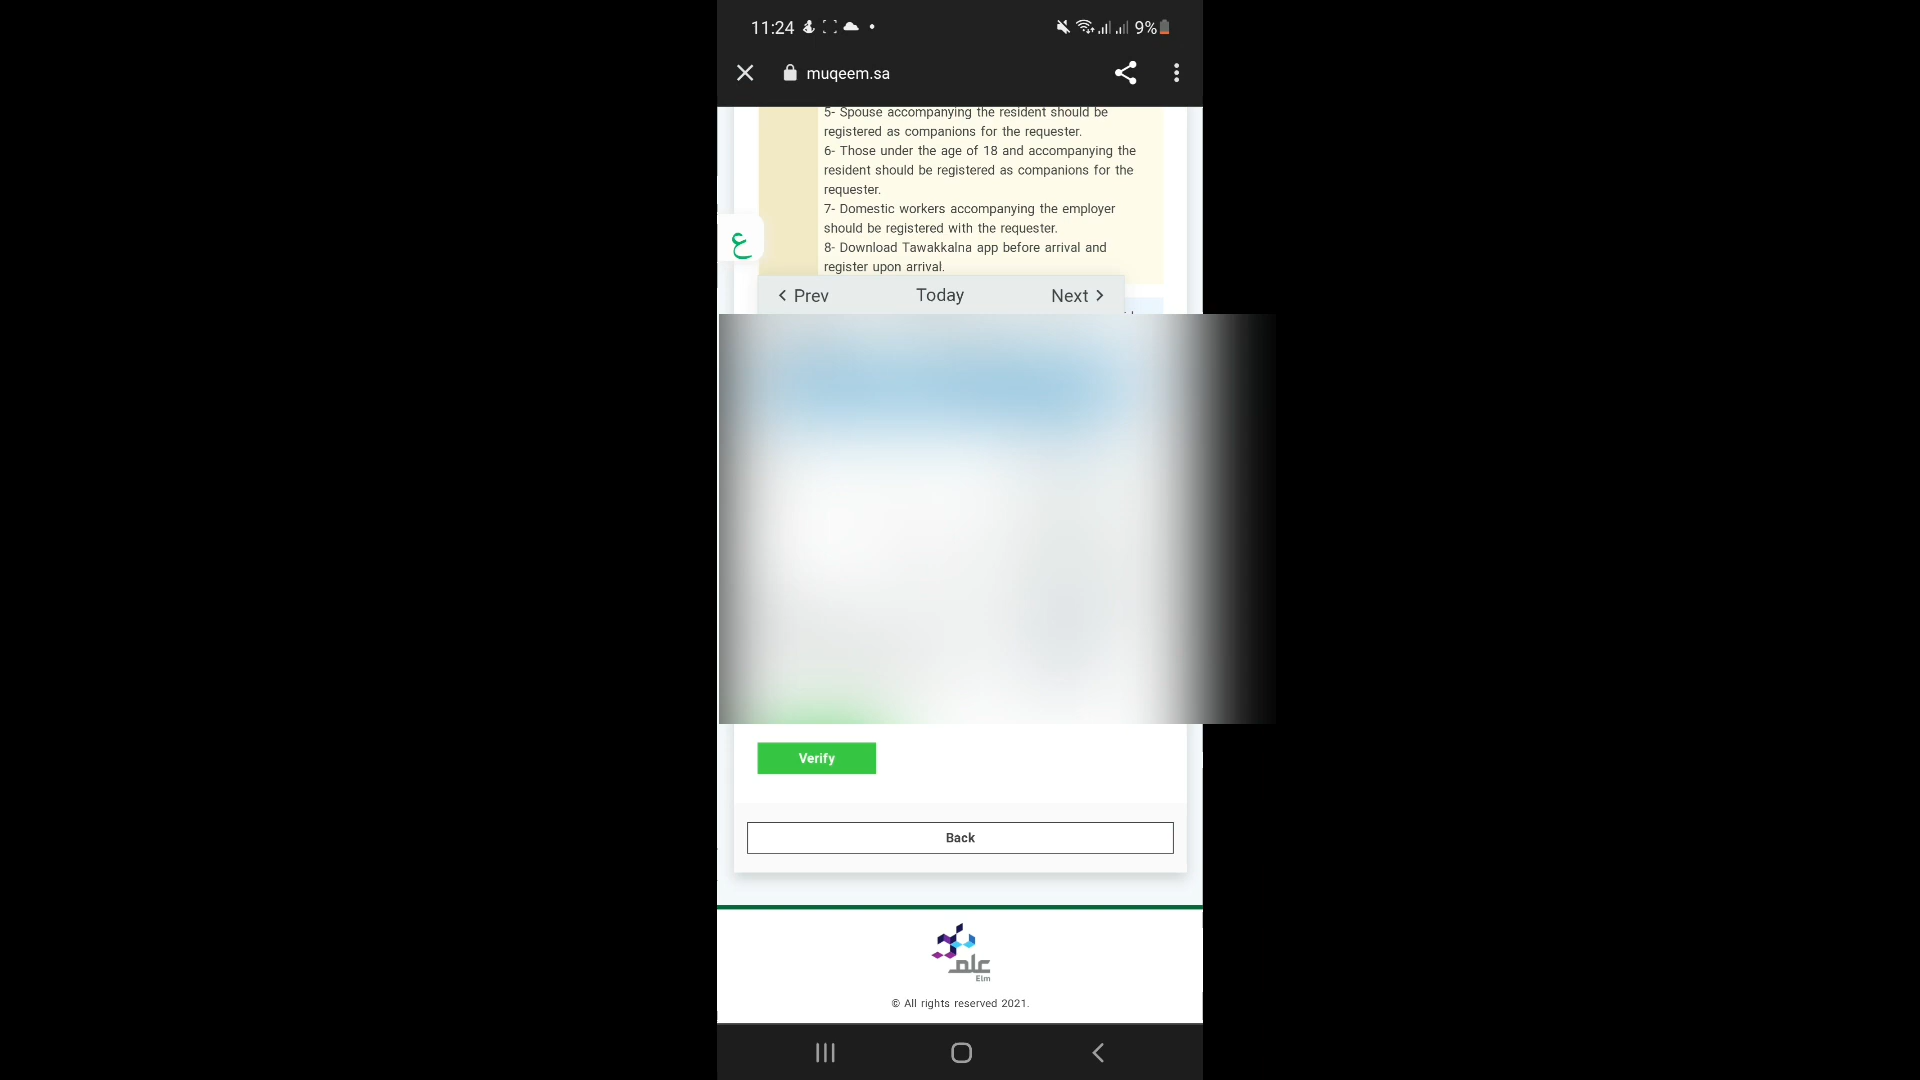 11:24
9%
muqeem.sa
5- Spouse accompanying the resident should be
registered as companions for the requester.
6- Those under the age of 18 and accompanying the
resident should be registered as companions for the
requester.
7- Domestic workers accompanying the employer
should be registered with the requester.
8- Download Tawakkalna app before arrival and
register upon arrival.
ع
Prev Today Next
Verify
Back
علم
Elm
© All rights reserved 2021.